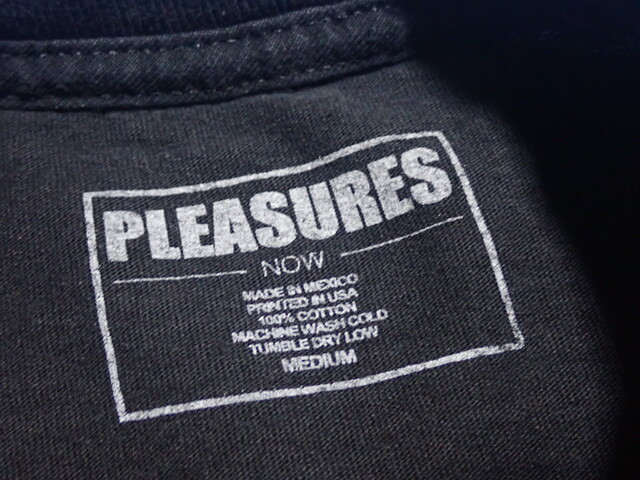 PLEASURES
NOW
MADE IN MEXICO
PRINTED IN USA
100% COTTON
MACHINE WASH COLD
TUMBLE DRY LOW
MEDIUM